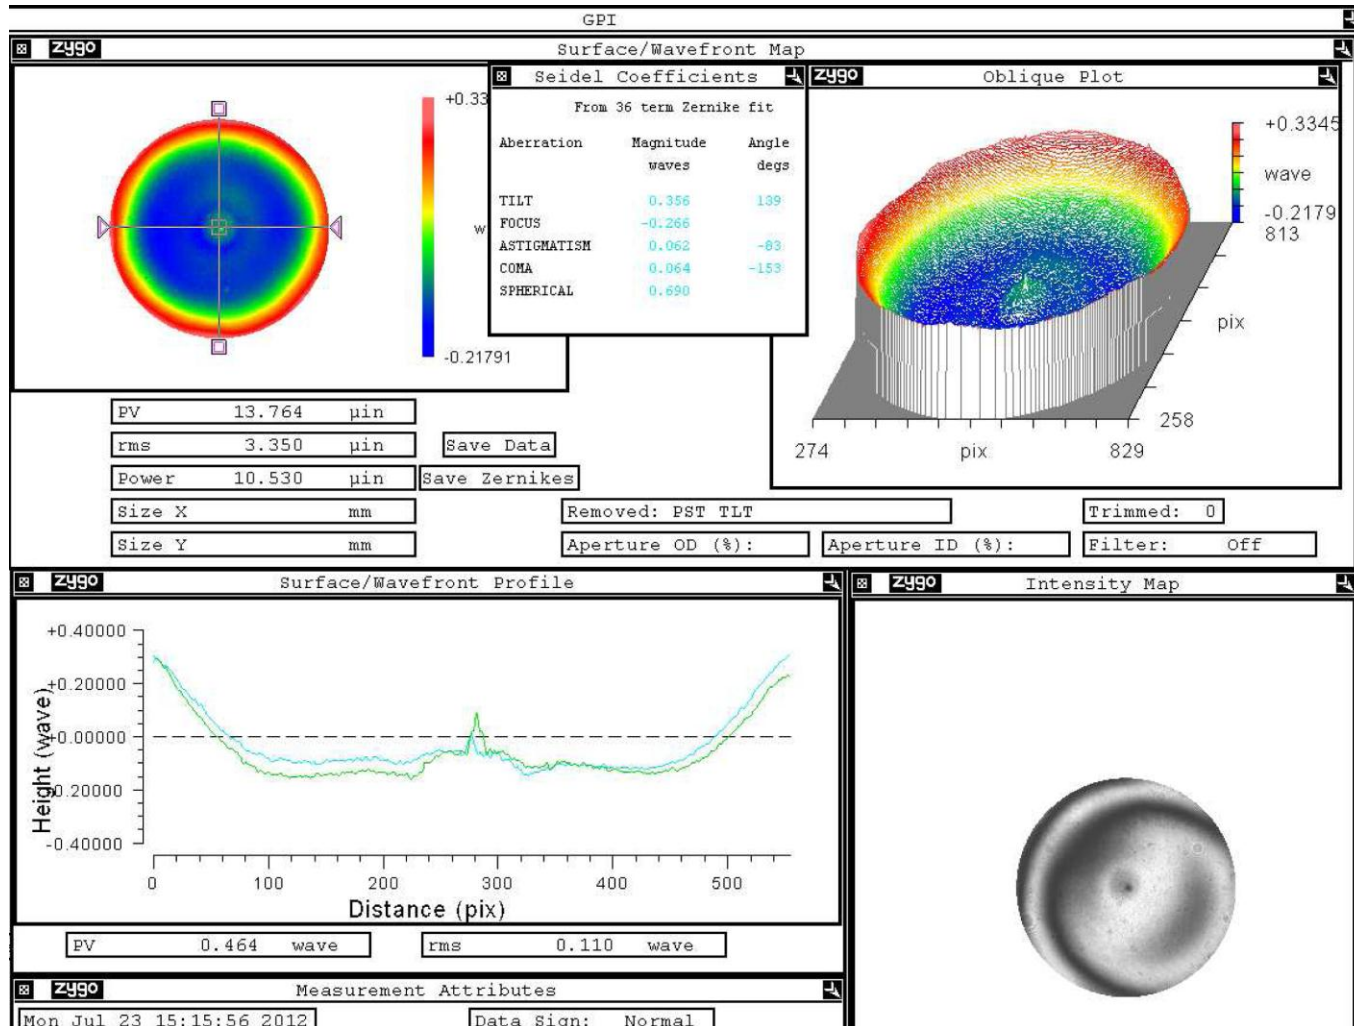 GPI
zygo Surface/Wavefront Map
+0.33
w
-0.21791
Seidel Coefficients
From 36 term Zernike fit
Aberration Magnitude Angle
waves degs
TILT 0.356 139
FOCUS -0.266
ASTIGMATISM 0.062 -83
COMA 0.064 -153
SPHERICAL 0.690
zygo Oblique Plot
+0.3345
wave
-0.2179
813
pix
258
274 pix 829
PV 13.764 µin
rms 3.350 µin Save Data
Power 10.530 µin Save Zernikes
Size X mm Removed: PST TLT Trimmed: 0
Size Y mm Aperture OD (%): Aperture ID (%): Filter: Off
zygo Surface/Wavefront Profile
+0.40000
+0.20000
+0.00000
-0.20000
-0.40000
Height (wave)
0 100 200 300 400 500
Distance (pix)
PV 0.464 wave rms 0.110 wave
zygo Intensity Map
zygo Measurement Attributes
Mon Jul 23 15:15:56 2012 Data Sign: Normal